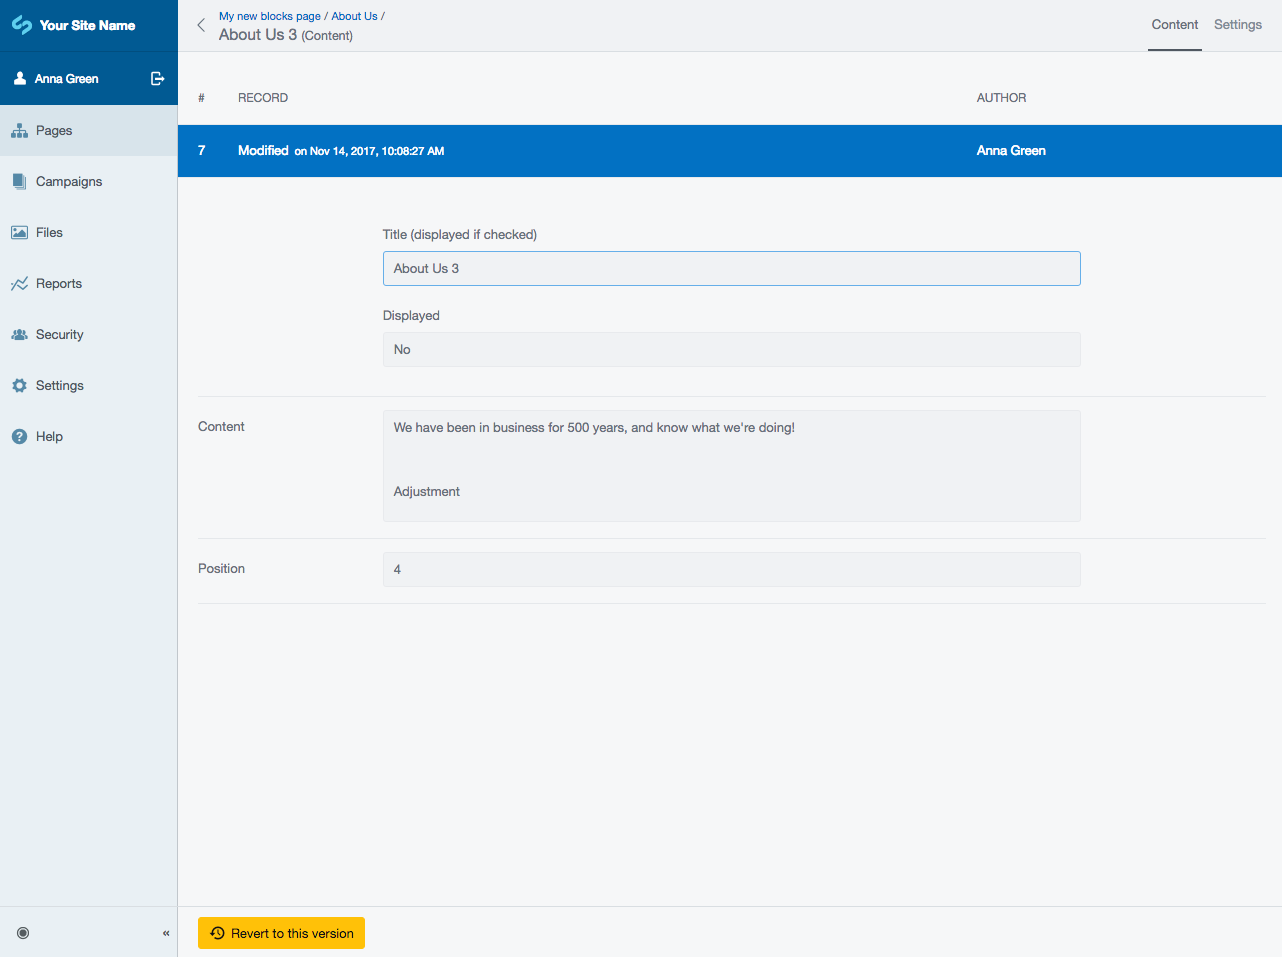 Your Site Name
Anna Green
Pages
Campaigns
Files
Reports
Security
Settings
Help
«
My new blocks page / About Us /
About Us 3 (Content)
Content Settings
# RECORD AUTHOR
7 Modified on Nov 14, 2017, 10:08:27 AM Anna Green
Title (displayed if checked)
About Us 3
Displayed
No
Content
We have been in business for 500 years, and know what we're doing!
Adjustment
Position
4
Revert to this version